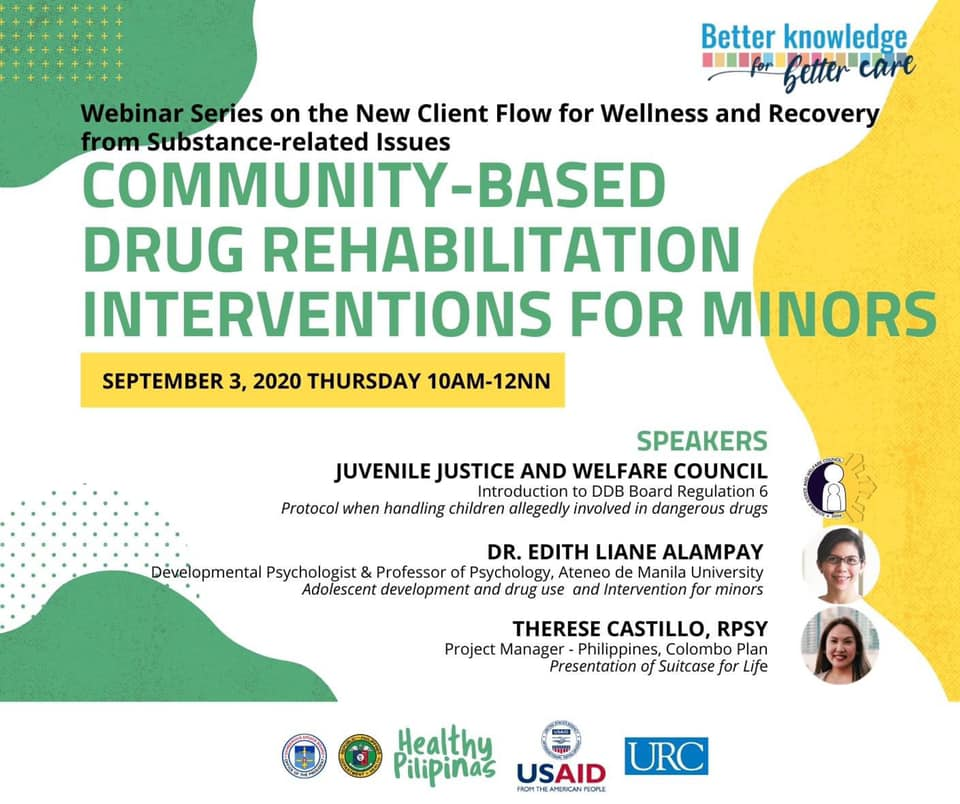 Better knowledge
for better care
Webinar Series on the New Client Flow for Wellness and Recovery
from Substance-related Issues
COMMUNITY-BASED
DRUG REHABILITATION
INTERVENTIONS FOR MINORS
SEPTEMBER 3, 2020 THURSDAY 10AM-12NN
SPEAKERS
JUVENILE JUSTICE AND WELFARE COUNCIL
Introduction to DDB Board Regulation 6
Protocol when handling children allegedly involved in dangerous drugs
DR. EDITH LIANE ALAMPAY
Developmental Psychologist & Professor of Psychology, Ateneo de Manila University
Adolescent development and drug use and Intervention for minors
THERESE CASTILLO, RPSY
Project Manager - Philippines, Colombo Plan
Presentation of Suitcase for Life
Healthy
Pilipinas
USAID
USAID
FROM THE AMERICAN PEOPLE
URC